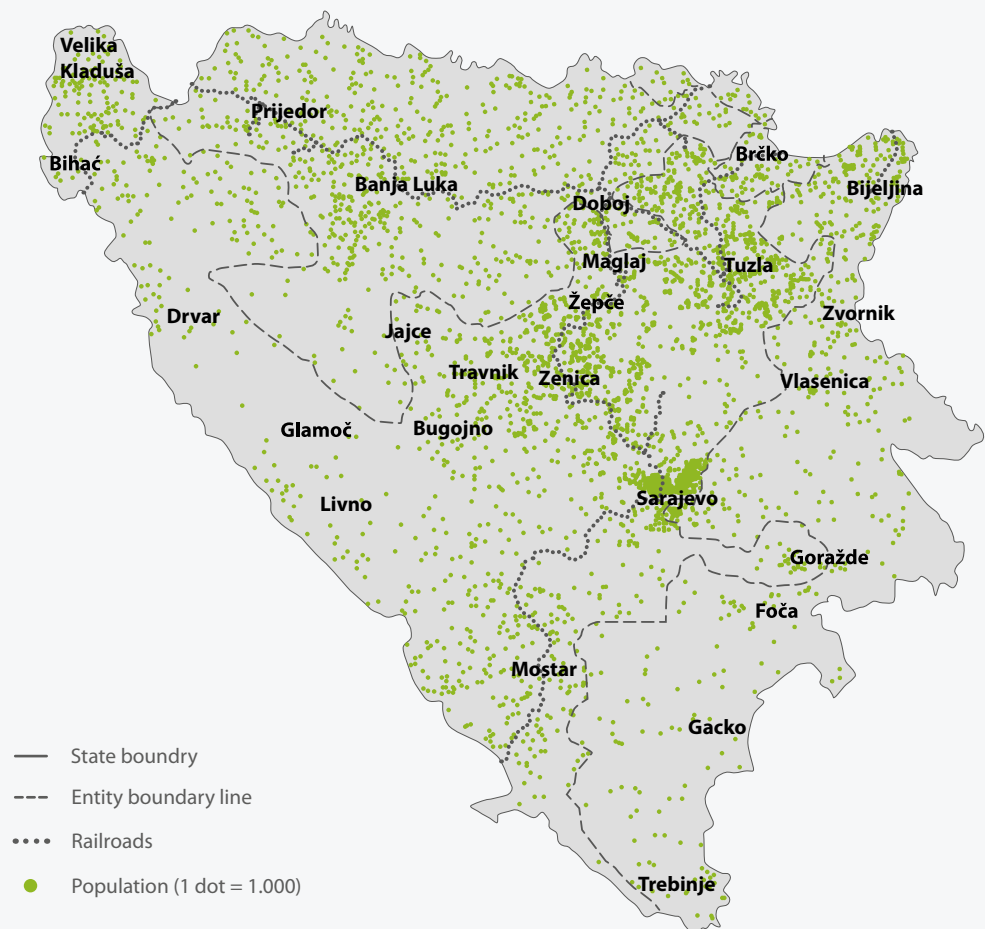 Velika
Kladuša
Prijedor
Bihać
Brčko
Banja Luka
Bijeljina
Doboj
Maglaj
Tuzla
Žepče
Zvornik
Drvar
Jajce
Travnik
Zenica
Vlasenica
Glamoč
Bugojno
Sarajevo
Livno
Goražde
Foča
Mostar
Gacko
Trebinje
State boundry
Entity boundary line
Railroads
Population (1 dot = 1.000)